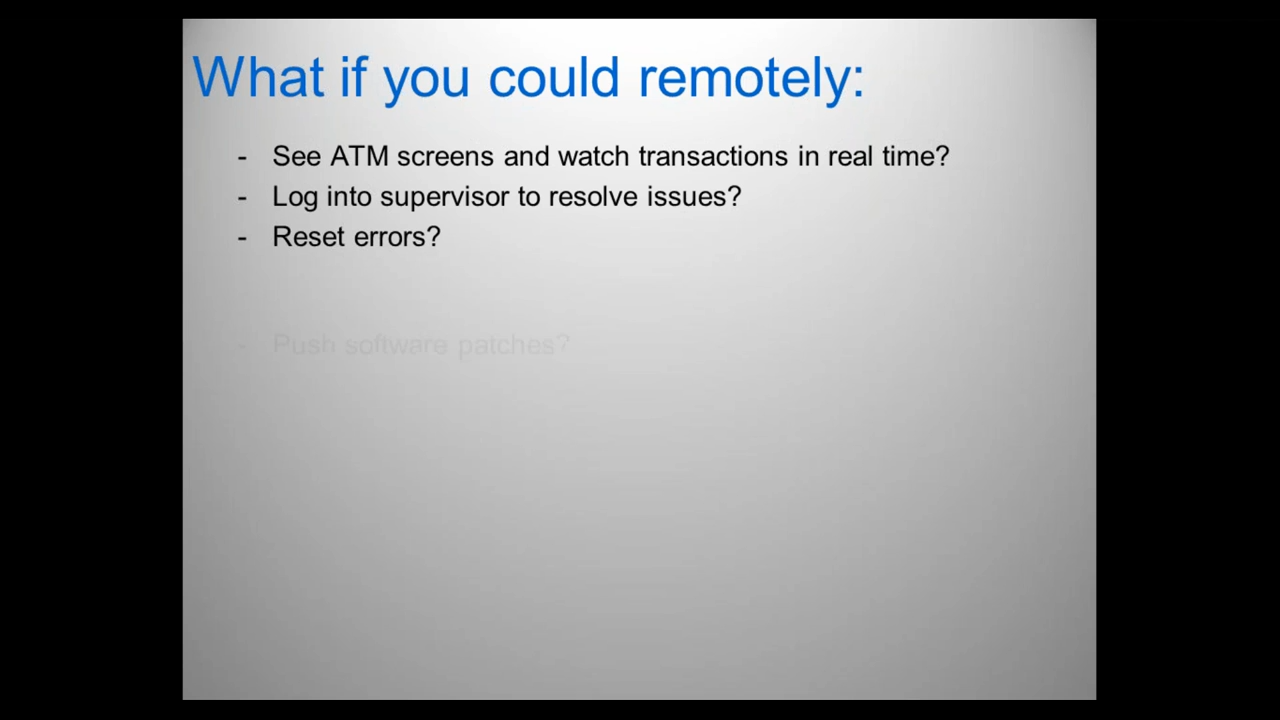 What if you could remotely:
- See ATM screens and watch transactions in real time?
- Log into supervisor to resolve issues?
- Reset errors?
- Push software patches?